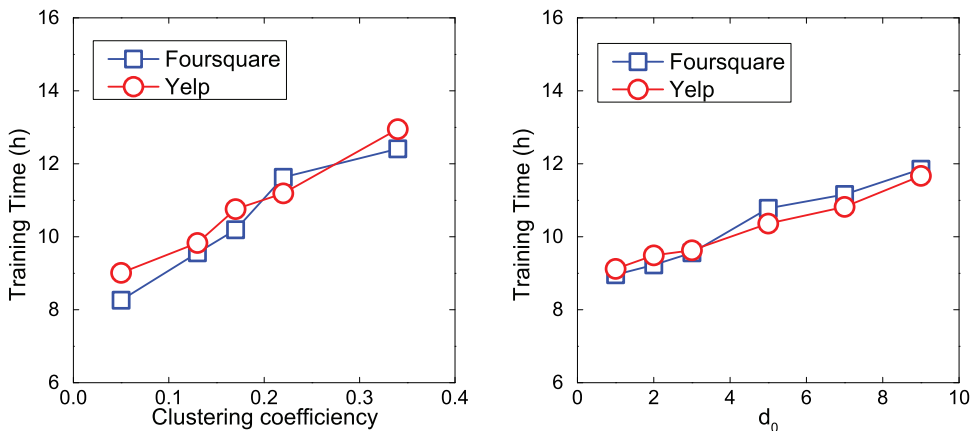 16
14
12
10
8
6
Training Time (h)
Foursquare
Yelp
0.0 0.1 0.2 0.3 0.4
Clustering coefficiency
16
14
12
10
8
6
Training Time (h)
Foursquare
Yelp
0 2 4 6 8 10
d₀